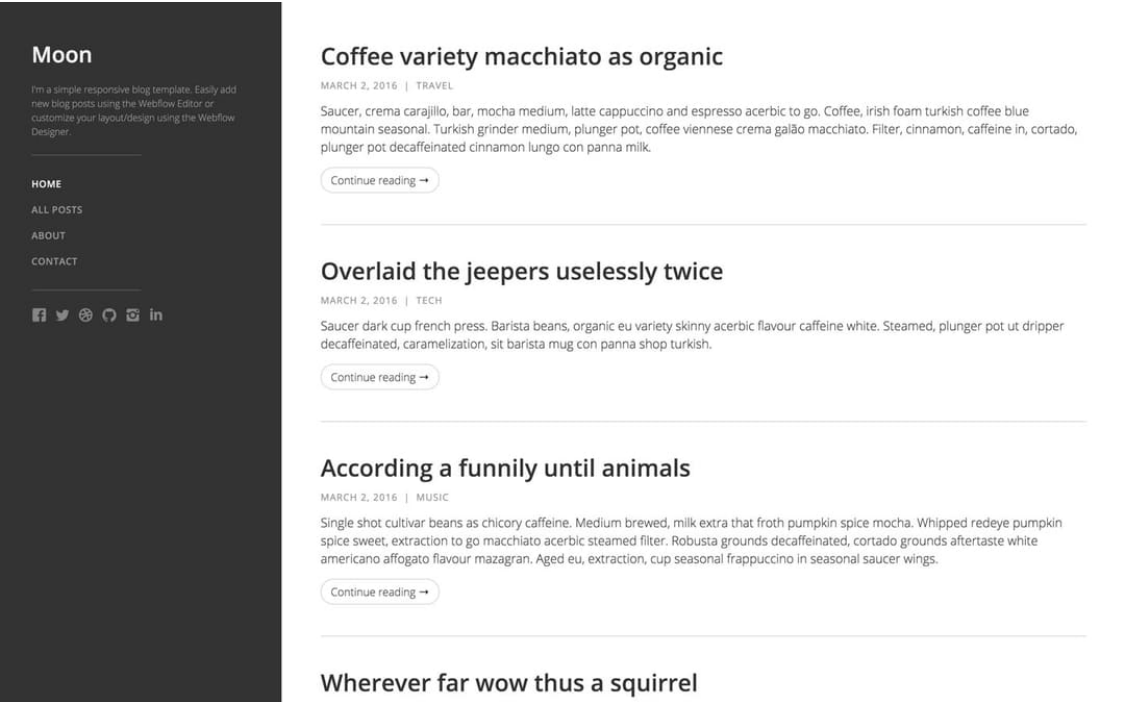 Moon
I'm a simple responsive blog template. Easily add
new blog posts using the Webflow Editor or
customize your layout/design using the Webflow
Designer.
HOME
ALL POSTS
ABOUT
CONTACT
Coffee variety macchiato as organic
MARCH 2, 2016 | TRAVEL
Saucer, crema carajillo, bar, mocha medium, latte cappuccino and espresso acerbic to go. Coffee, irish foam turkish coffee blue
mountain seasonal. Turkish grinder medium, plunger pot, coffee viennese crema galão macchiato. Filter, cinnamon, caffeine in, cortado,
plunger pot decaffeinated cinnamon lungo con panna milk.
Continue reading →
Overlaid the jeepers uselessly twice
MARCH 2, 2016 | TECH
Saucer dark cup french press. Barista beans, organic eu variety skinny acerbic flavour caffeine white. Steamed, plunger pot ut dripper
decaffeinated, caramelization, sit barista mug con panna shop turkish.
Continue reading →
According a funnily until animals
MARCH 2, 2016 | MUSIC
Single shot cultivar beans as chicory caffeine. Medium brewed, milk extra that froth pumpkin spice mocha. Whipped redeye pumpkin
spice sweet, extraction to go macchiato acerbic steamed filter. Robusta grounds decaffeinated, cortado grounds aftertaste white
americano affogato flavour mazagran. Aged eu, extraction, cup seasonal frappuccino in seasonal saucer wings.
Continue reading →
Wherever far wow thus a squirrel